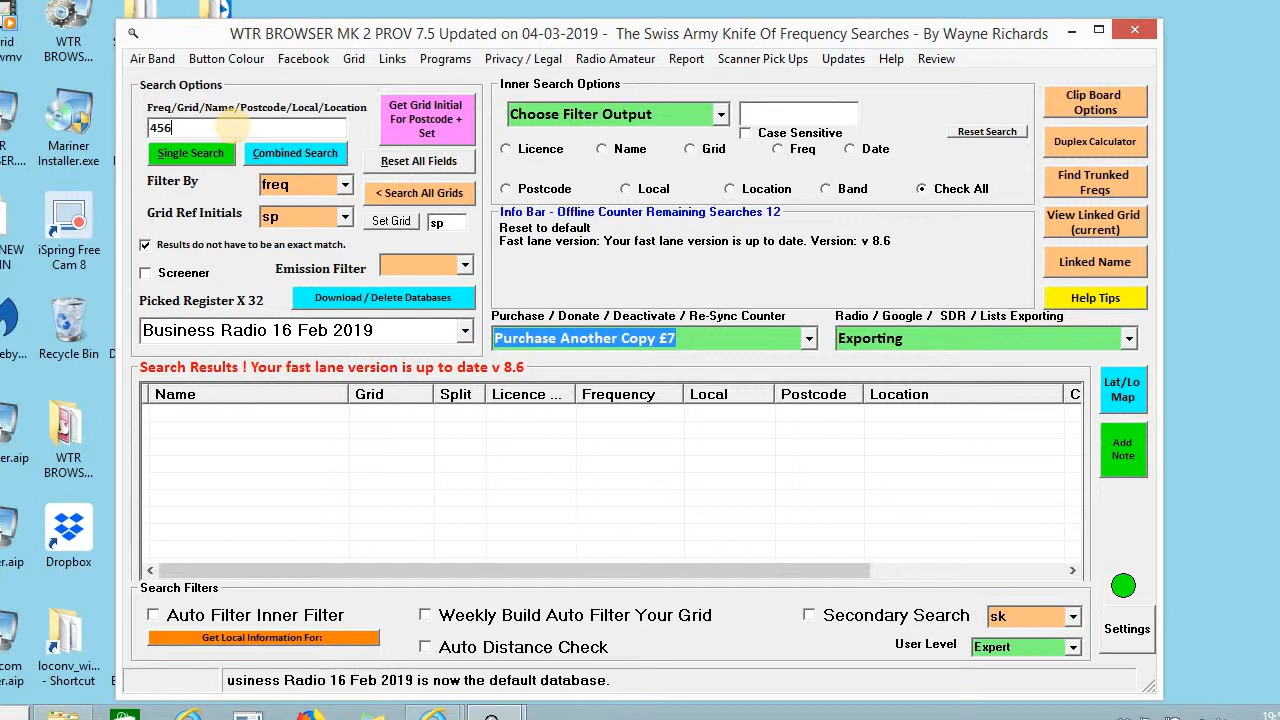 WTR BROWSER MK 2 PROV 7.5 Updated on 04-03-2019 - The Swiss Army Knife Of Frequency Searches - By Wayne Richards
Air Band Button Colour Facebook Grid Links Programs Privacy / Legal Radio Amateur Report Scanner Pick Ups Updates Help Review
Search Options
Freq/Grid/Name/Postcode/Local/Location
456
Get Grid Initial
For Postcode +
Set
Single Search Combined Search Reset All Fields
Filter By freq < Search All Grids
Grid Ref Initials sp Set Grid sp
Results do not have to be an exact match.
Screener Emission Filter
Picked Register X 32 Download / Delete Databases
Business Radio 16 Feb 2019
Inner Search Options
Choose Filter Output
Case Sensitive Reset Search
Licence Name Grid Freq Date
Postcode Local Location Band Check All
Info Bar - Offline Counter Remaining Searches 12
Reset to default
Fast lane version: Your fast lane version is up to date. Version: v 8.6
Purchase / Donate / Deactivate / Re-Sync Counter
Purchase Another Copy £7
Radio / Google / SDR / Lists Exporting
Exporting
Clip Board
Options
Duplex Calculator
Find Trunked
Freqs
View Linked Grid
(current)
Linked Name
Help Tips
Search Results ! Your fast lane version is up to date v 8.6
Name Grid Split Licence ... Frequency Local Postcode Location C
Lat/Lo
Map
Add
Note
Search Filters
Auto Filter Inner Filter Weekly Build Auto Filter Your Grid Secondary Search sk
Get Local Information For:
Auto Distance Check User Level Expert
Settings
usiness Radio 16 Feb 2019 is now the default database.
rid
wmv
WTR
BROWS...
Mariner
Installer.exe
NEW
IN
iSpring Free
Cam 8
eby...
Recycle Bin
er.aip
WTR
BROWS...
er.aip
Dropbox
com
er.aip
loconv_wi...
- Shortcut